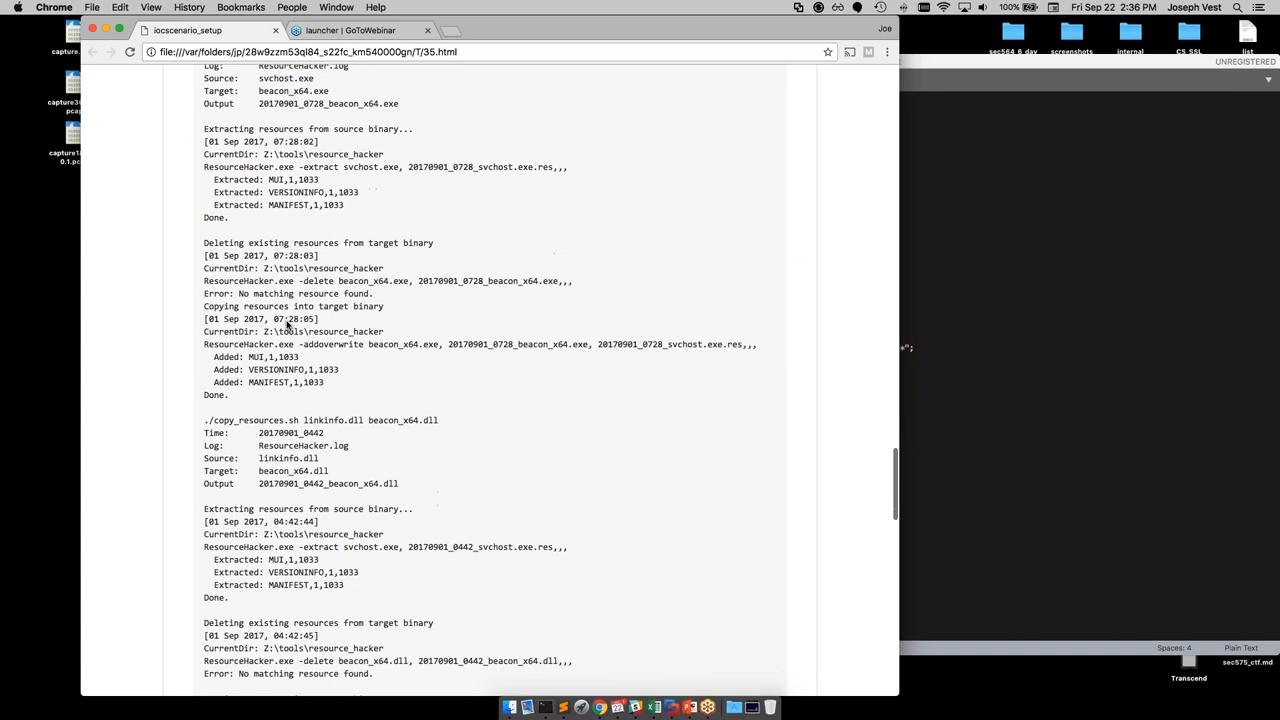 Chrome File Edit View History Bookmarks People Window Help
100% Fri Sep 22 2:36 PM Joseph Vest
iocscenario_setup
launcher | GoToWebinar
Joe
file:///var/folders/jp/28w9zzm53ql84_s22fc_km540000gn/T/35.html
capture.
capture3
pcap
capture1
0.1.pc
sec564_6_day
screenshots
internal
CS_SSL
list
UNREGISTERED
Log: ResourceHacker.log
Source: svchost.exe
Target: beacon_x64.exe
Output 20170901_0728_beacon_x64.exe
Extracting resources from source binary...
[01 Sep 2017, 07:28:02]
CurrentDir: Z:\tools\resource_hacker
ResourceHacker.exe -extract svchost.exe, 20170901_0728_svchost.exe.res,,,
Extracted: MUI,1,1033
Extracted: VERSIONINFO,1,1033
Extracted: MANIFEST,1,1033
Done.
Deleting existing resources from target binary
[01 Sep 2017, 07:28:03]
CurrentDir: Z:\tools\resource_hacker
ResourceHacker.exe -delete beacon_x64.exe, 20170901_0728_beacon_x64.exe,,,
Error: No matching resource found.
Copying resources into target binary
[01 Sep 2017, 07:28:05]
CurrentDir: Z:\tools\resource_hacker
ResourceHacker.exe -addoverwrite beacon_x64.exe, 20170901_0728_beacon_x64.exe, 20170901_0728_svchost.exe.res,,,
Added: MUI,1,1033
Added: VERSIONINFO,1,1033
Added: MANIFEST,1,1033
Done.
*";
./copy_resources.sh linkinfo.dll beacon_x64.dll
Time: 20170901_0442
Log: ResourceHacker.log
Source: linkinfo.dll
Target: beacon_x64.dll
Output 20170901_0442_beacon_x64.dll
Extracting resources from source binary...
[01 Sep 2017, 04:42:44]
CurrentDir: Z:\tools\resource_hacker
ResourceHacker.exe -extract svchost.exe, 20170901_0442_svchost.exe.res,,,
Extracted: MUI,1,1033
Extracted: VERSIONINFO,1,1033
Extracted: MANIFEST,1,1033
Done.
Deleting existing resources from target binary
[01 Sep 2017, 04:42:45]
CurrentDir: Z:\tools\resource_hacker
ResourceHacker.exe -delete beacon_x64.dll, 20170901_0442_beacon_x64.dll,,,
Error: No matching resource found.
Spaces: 4
Plain Text
sec575_ctf.md
Transcend